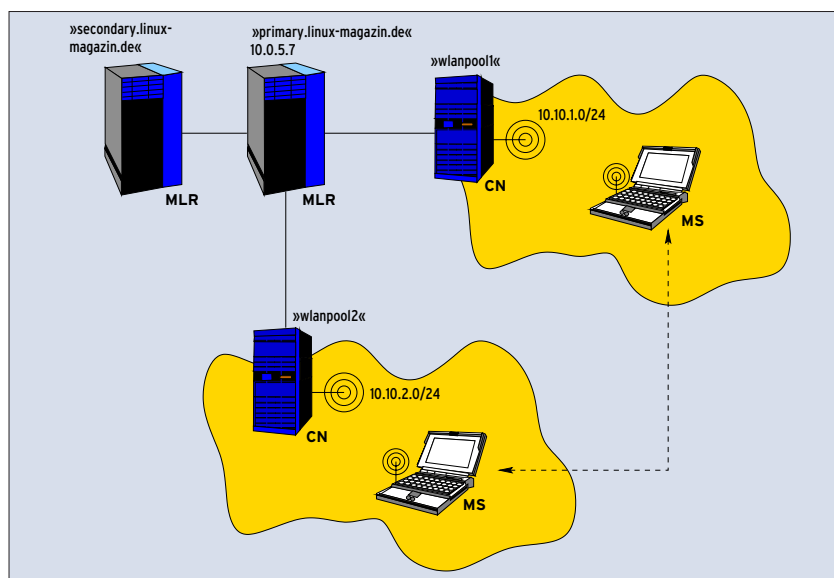 »secondary.linux-
magazin.de«
MLR
»primary.linux-magazin.de«
10.0.5.7
MLR
»wlanpool1«
10.10.1.0/24
CN
MS
»wlanpool2«
10.10.2.0/24
CN
MS